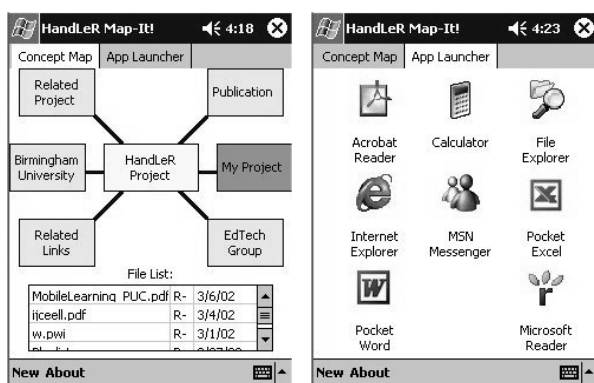 HandLeR Map-It! 4:18
Concept Map App Launcher
Related
Project
Publication
Birmingham
University
HandLeR
Project
My Project
Related
Links
EdTech
Group
File List:
MobileLearning PUC.pdf R- 3/6/02
ijceell.pdf R- 3/4/02
w.pwi R- 3/1/02
New About
HandLeR Map-It! 4:23
Concept Map App Launcher
Acrobat
Reader
Calculator
File
Explorer
Internet
Explorer
MSN
Messenger
Pocket
Excel
Pocket
Word
Microsoft
Reader
New About